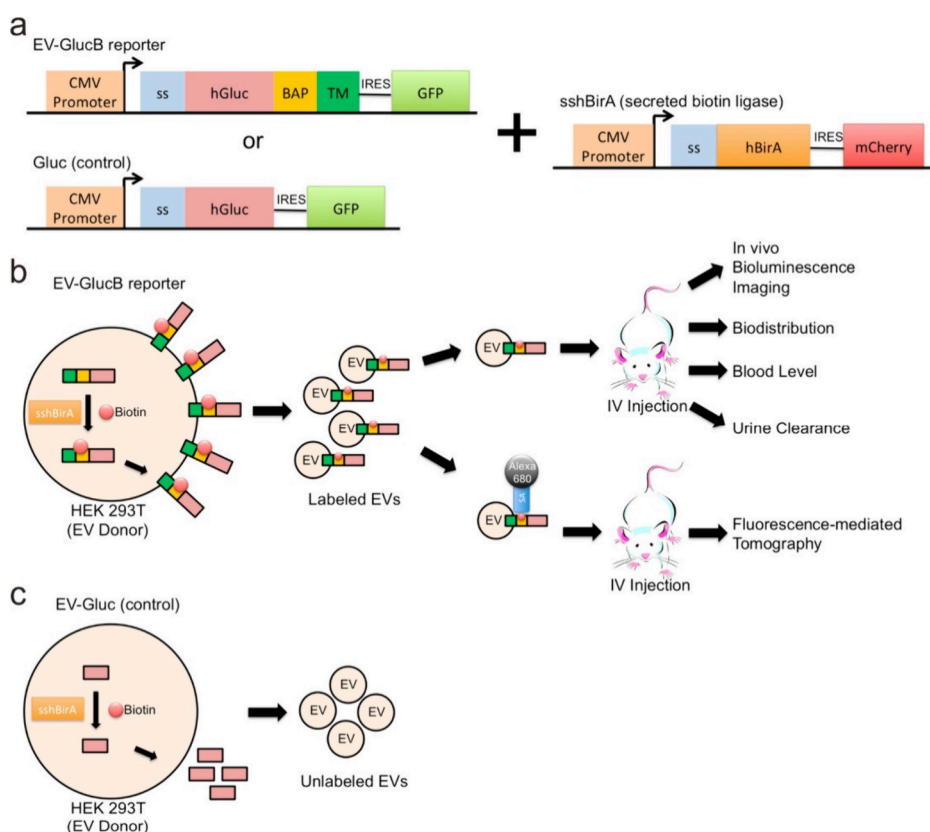 a
EV-GlucB reporter
CMV
Promoter
ss
hGluc
BAP
TM
IRES
GFP
or
Gluc (control)
CMV
Promoter
ss
hGluc
IRES
GFP
sshBirA (secreted biotin ligase)
CMV
Promoter
ss
hBirA
IRES
mCherry
b
EV-GlucB reporter
sshBirA
Biotin
HEK 293T
(EV Donor)
EV
EV
EV
EV
Labeled EVs
EV
IV Injection
In vivo
Bioluminescence
Imaging
Biodistribution
Blood Level
Urine Clearance
Alexa
680
SA
EV
IV Injection
Fluorescence-mediated
Tomography
c
EV-Gluc (control)
sshBirA
Biotin
HEK 293T
(EV Donor)
EV
EV
EV
EV
Unlabeled EVs